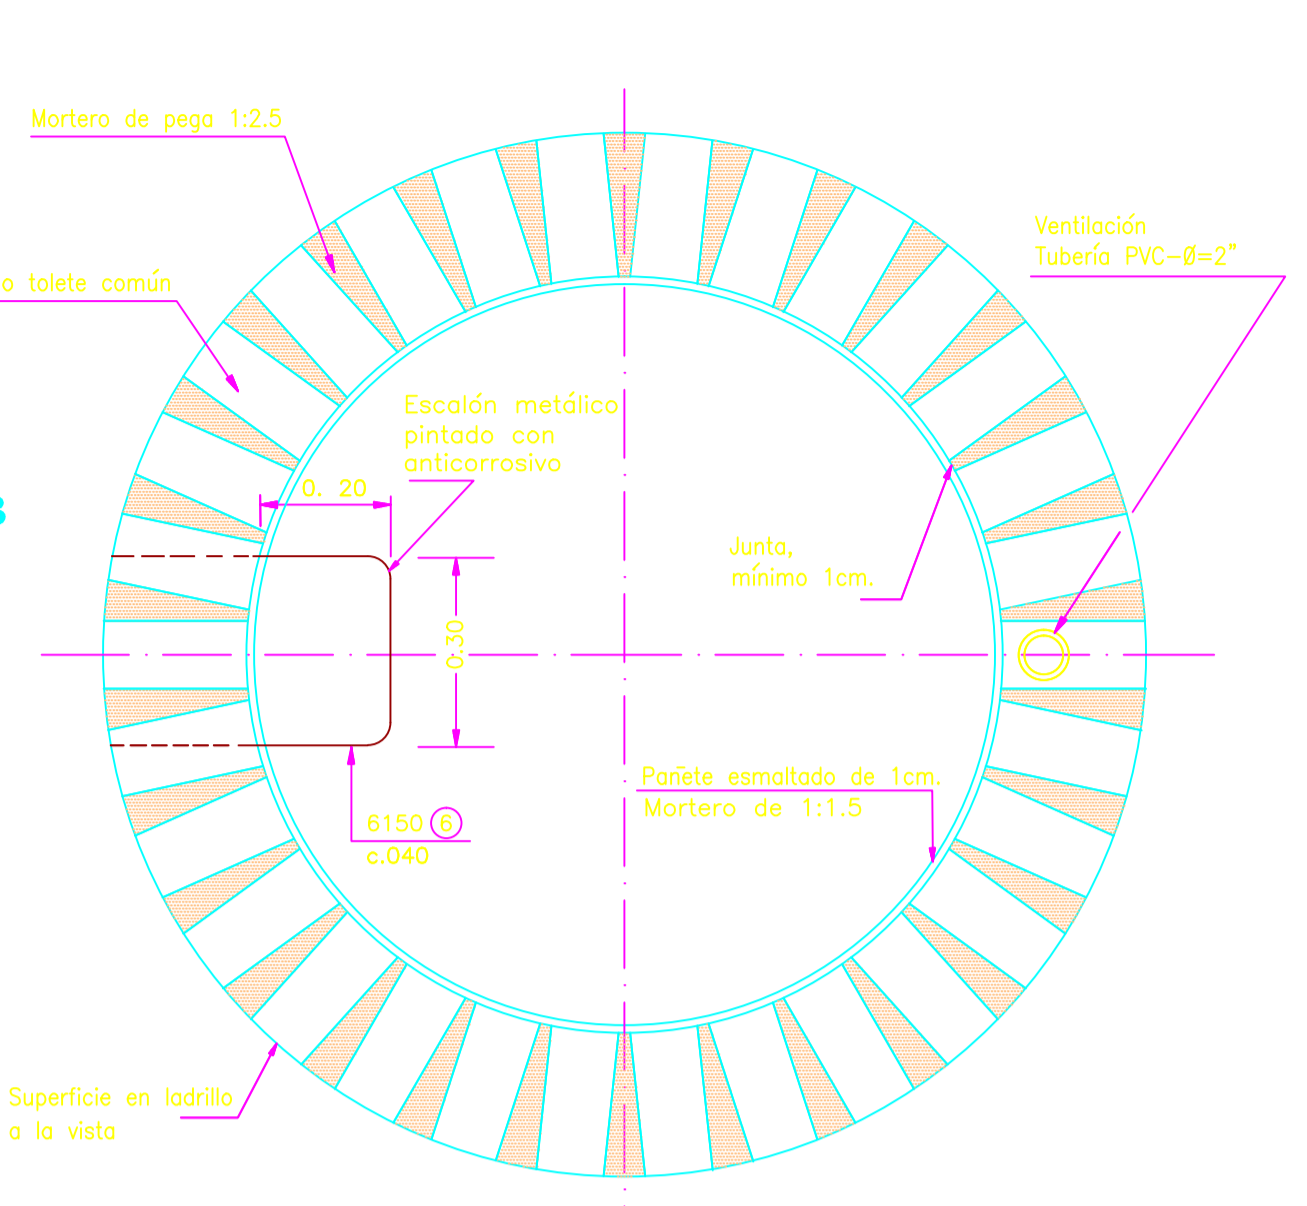 Mortero de pega 1:2.5
Ventilación
Tubería PVC-Ø=2"
o tolete común
Escalón metálico
pintado con
anticorrosivo
0. 20
Junta,
mínimo 1cm.
0.30
Pañete esmaltado de 1cm.
Mortero de 1:1.5
6150 6
c.040
Superficie en ladrillo
a la vista